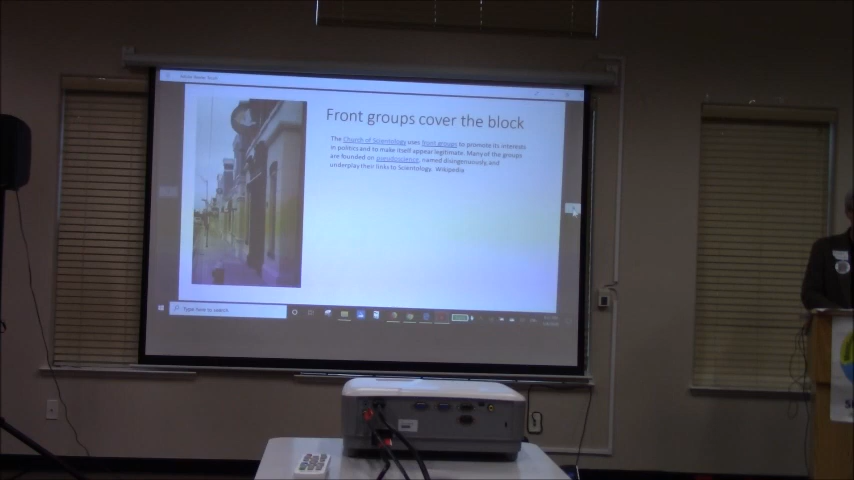 Front groups cover the block
The Church of Scientology uses front groups to promote its interests
in politics and to make itself appear legitimate. Many of the groups
are founded on pseudoscience, named disingenuously, and
underplay their links to Scientology. Wikipedia
Type here to search